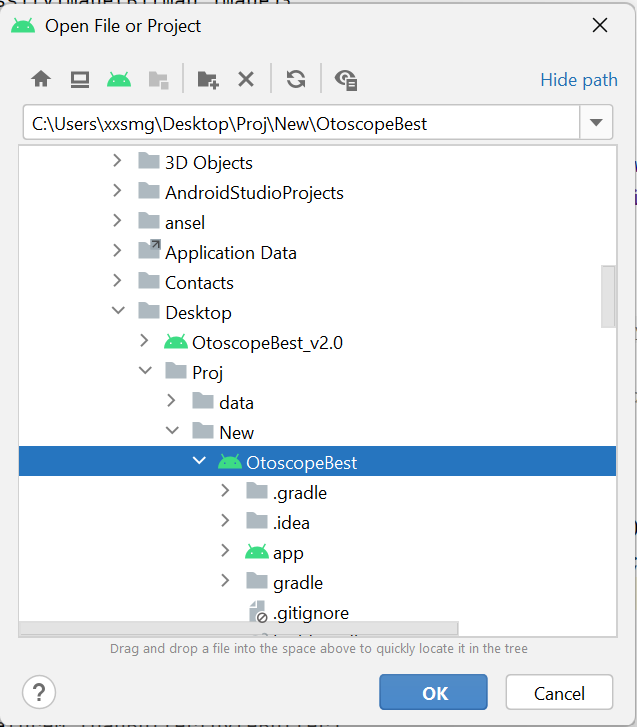 Open File or Project
Hide path
C:\Users\xxsmg\Desktop\Proj\New\OtoscopeBest
3D Objects
AndroidStudioProjects
ansel
Application Data
Contacts
Desktop
OtoscopeBest_v2.0
Proj
data
New
OtoscopeBest
.gradle
.idea
app
gradle
.gitignore
Drag and drop a file into the space above to quickly locate it in the tree
?
OK
Cancel